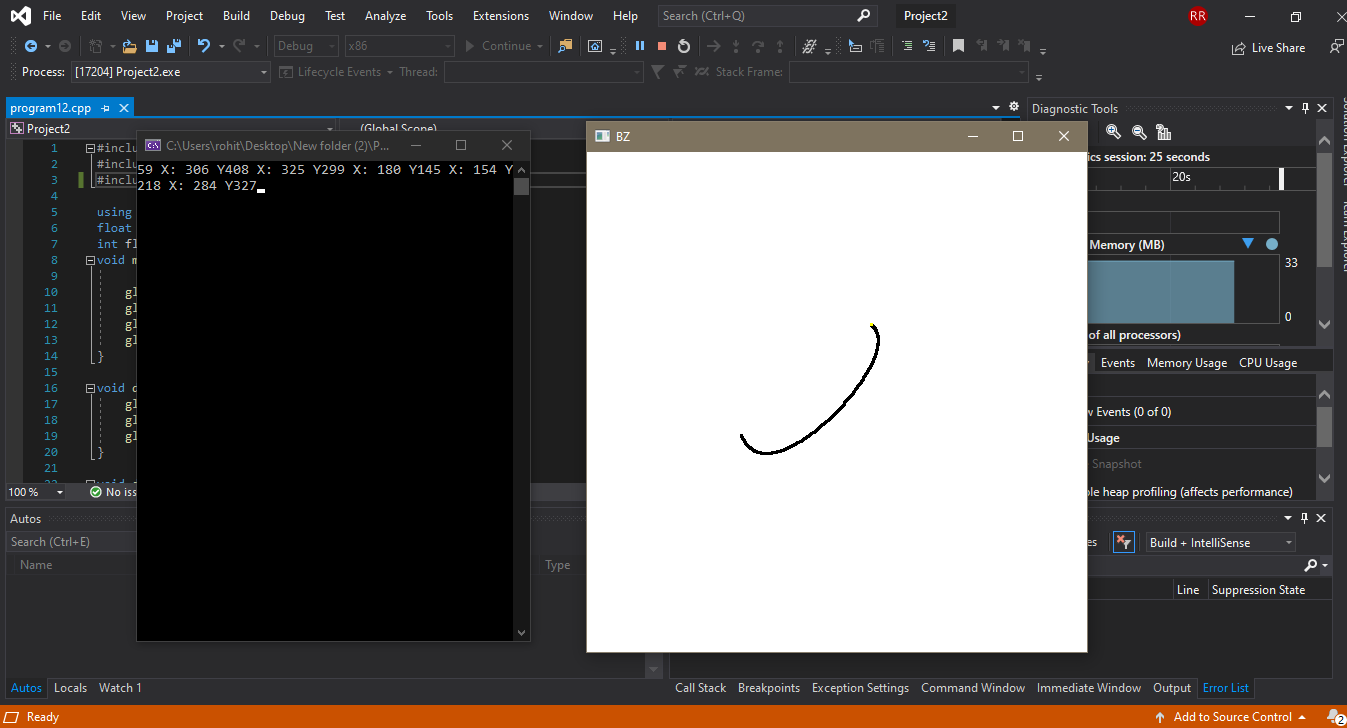 File Edit View Project Build Debug Test Analyze Tools Extensions Window Help Search (Ctrl+Q) Project2 RR
Debug x86 Continue Live Share
Process: [17204] Project2.exe Lifecycle Events Thread: Stack Frame:
program12.cpp
Diagnostic Tools
Project2 (Global Scope)
C:\Users\rohit\Desktop\New folder (2)\P...
59 X: 306 Y408 X: 325 Y299 X: 180 Y145 X: 154 Y
218 X: 284 Y327
BZ
1 #inclu
2 #inclu
3 #inclu
4
5 using
6 float
7 int fl
8 void m
9
10 gl
11 gl
12 gl
13 gl
14 }
15
16 void d
17 gl
18 gl
19 gl
20 }
21
100 % No iss
ics session: 25 seconds
20s
Memory (MB)
33
0
of all processors)
Events Memory Usage CPU Usage
w Events (0 of 0)
Usage
Snapshot
ble heap profiling (affects performance)
Autos
Search (Ctrl+E)
Name Type
es Build + IntelliSense
Line Suppression State
Autos Locals Watch 1
Call Stack Breakpoints Exception Settings Command Window Immediate Window Output Error List
Ready Add to Source Control 2